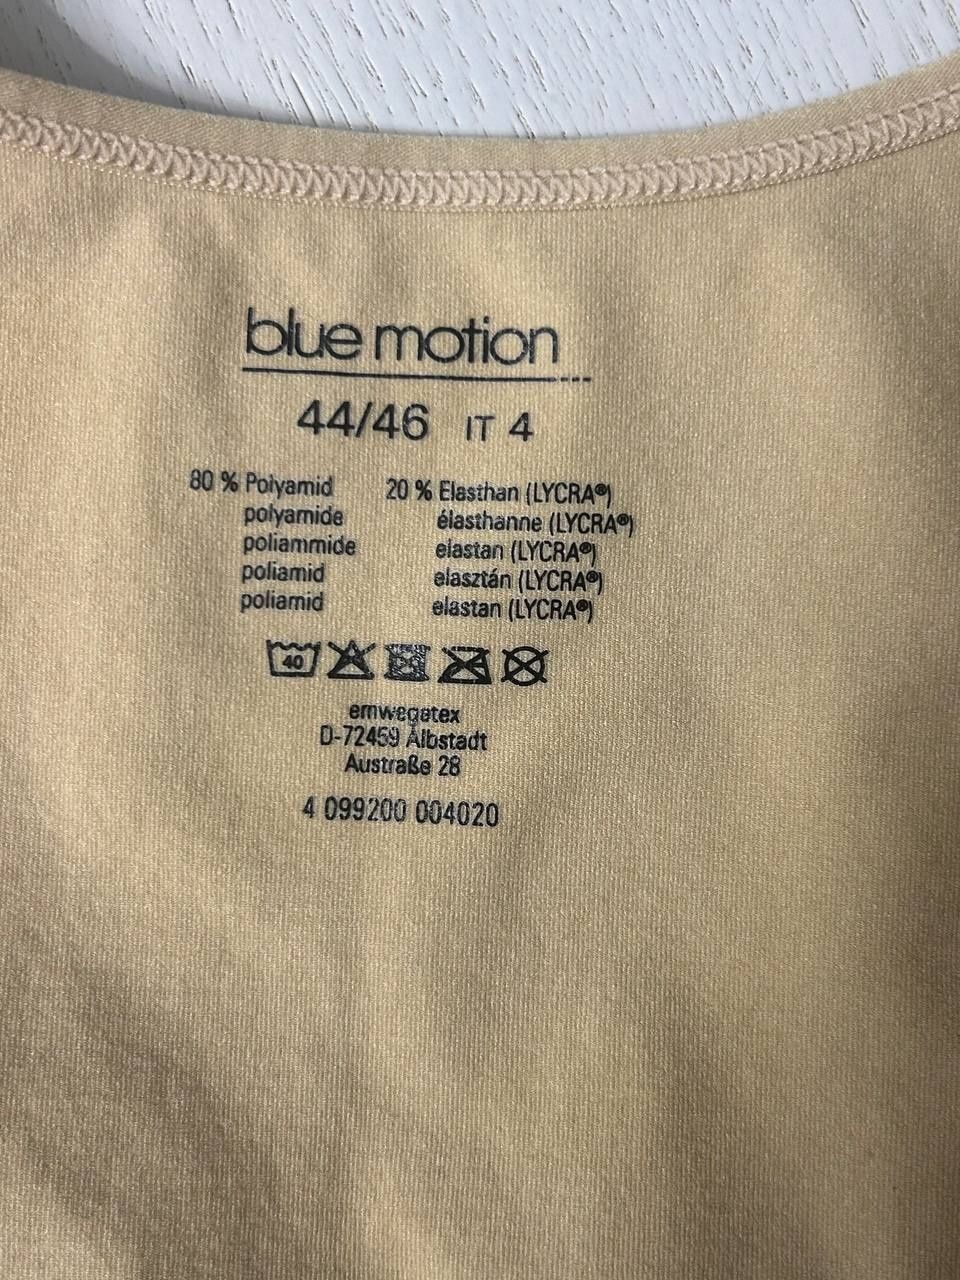 blue motion
44/46 IT 4
80 % Polyamid 20 % Elasthan (LYCRA®)
polyamide élasthanne (LYCRA®)
poliammide elastan (LYCRA®)
poliamid elasztán (LYCRA®)
poliamid elastan (LYCRA®)
40
emwegetex
D-72459 Albstadt
Austraße 28
4 099200 004020